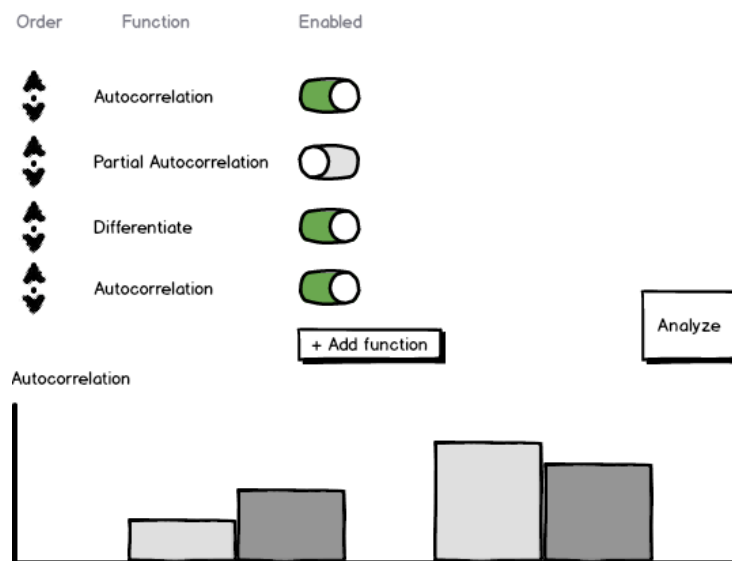 Order Function Enabled
Autocorrelation
Partial Autocorrelation
Differentiate
Autocorrelation
+ Add function
Analyze
Autocorrelation